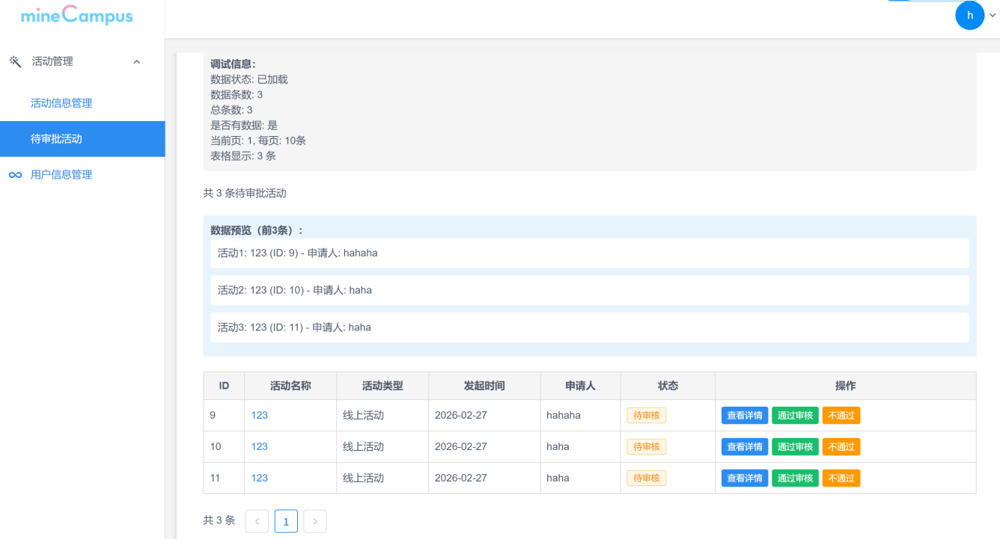 mineCampus
h
活动管理
活动信息管理
待审批活动
用户信息管理
调试信息:
数据状态: 已加载
数据条数: 3
总条数: 3
是否有数据: 是
当前页: 1, 每页: 10条
表格显示: 3 条
共 3 条待审批活动
数据预览（前3条）:
活动1: 123 (ID: 9) - 申请人: hahaha
活动2: 123 (ID: 10) - 申请人: haha
活动3: 123 (ID: 11) - 申请人: haha
ID 活动名称 活动类型 发起时间 申请人 状态 操作
9 123 线上活动 2026-02-27 hahaha 待审核 查看详情 通过审核 不通过
10 123 线上活动 2026-02-27 haha 待审核 查看详情 通过审核 不通过
11 123 线上活动 2026-02-27 haha 待审核 查看详情 通过审核 不通过
共 3 条 1